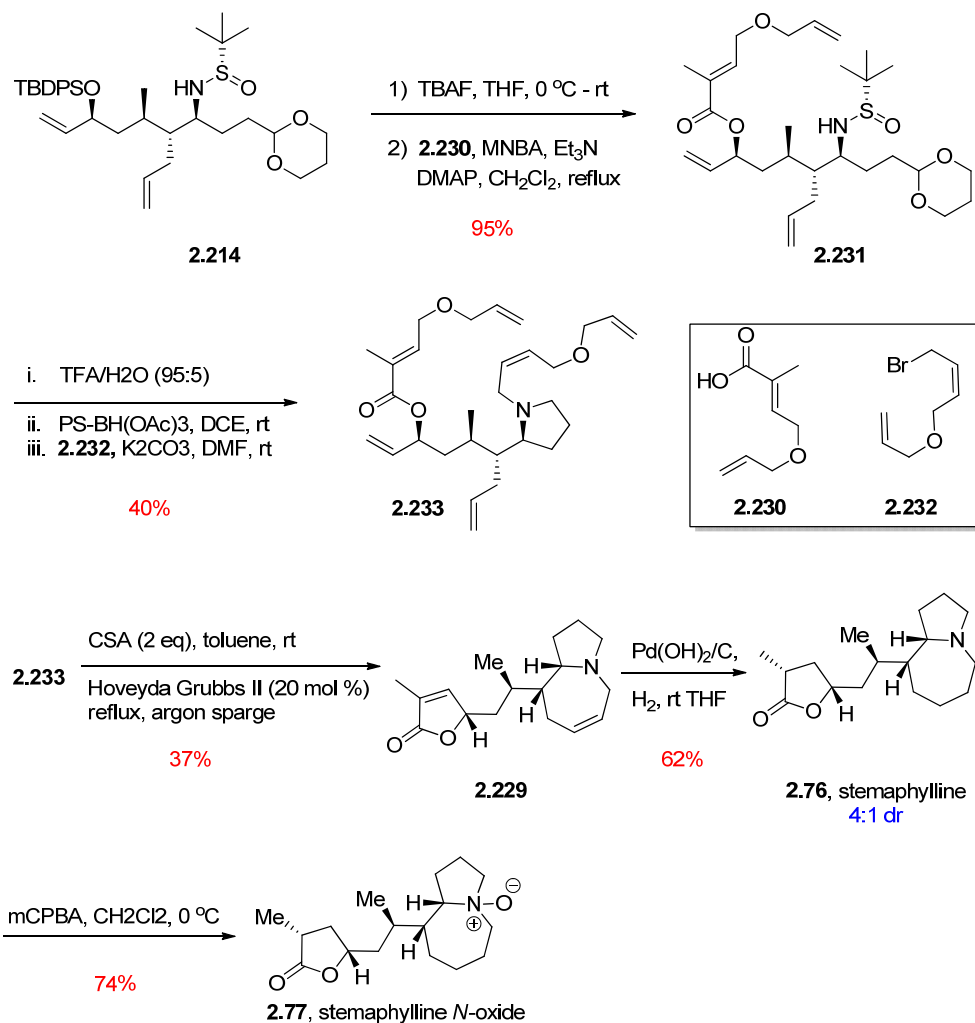 TBDPS
O
HN
S
O
O
O
2.214
1) TBAF, THF, 0 °C - rt
2) 2.230, MNBA, Et3N
DMAP, CH2Cl2, reflux
95%
O
O
O
HN
S
O
O
O
2.231
i. TFA/H2O (95:5)
ii. PS-BH(OAc)3, DCE, rt
iii. 2.232, K2CO3, DMF, rt
40%
O
O
O
O
N
2.233
O
HO
O
2.230
Br
O
2.232
2.233
CSA (2 eq), toluene, rt
Hoveyda Grubbs II (20 mol %)
reflux, argon sparge
37%
Me
H
N
H
O
O
H
2.229
Pd(OH)2/C,
H2, rt THF
62%
Me
H
N
H
O
O
H
2.76, stemaphylline
4:1 dr
mCPBA, CH2Cl2, 0 °C
74%
Me
Me
H
N
⊕
O
⊖
H
O
O
H
2.77, stemaphylline N-oxide